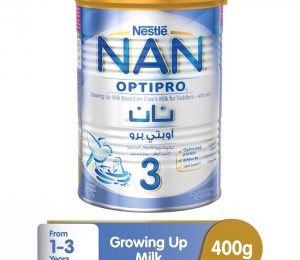 Nestlé
NAN
OPTIPRO
Growing Up Milk Based on Cow's Milk for Toddlers
نان
أوبتي برو
3
From
1-3
Years
Growing Up
Milk
400g